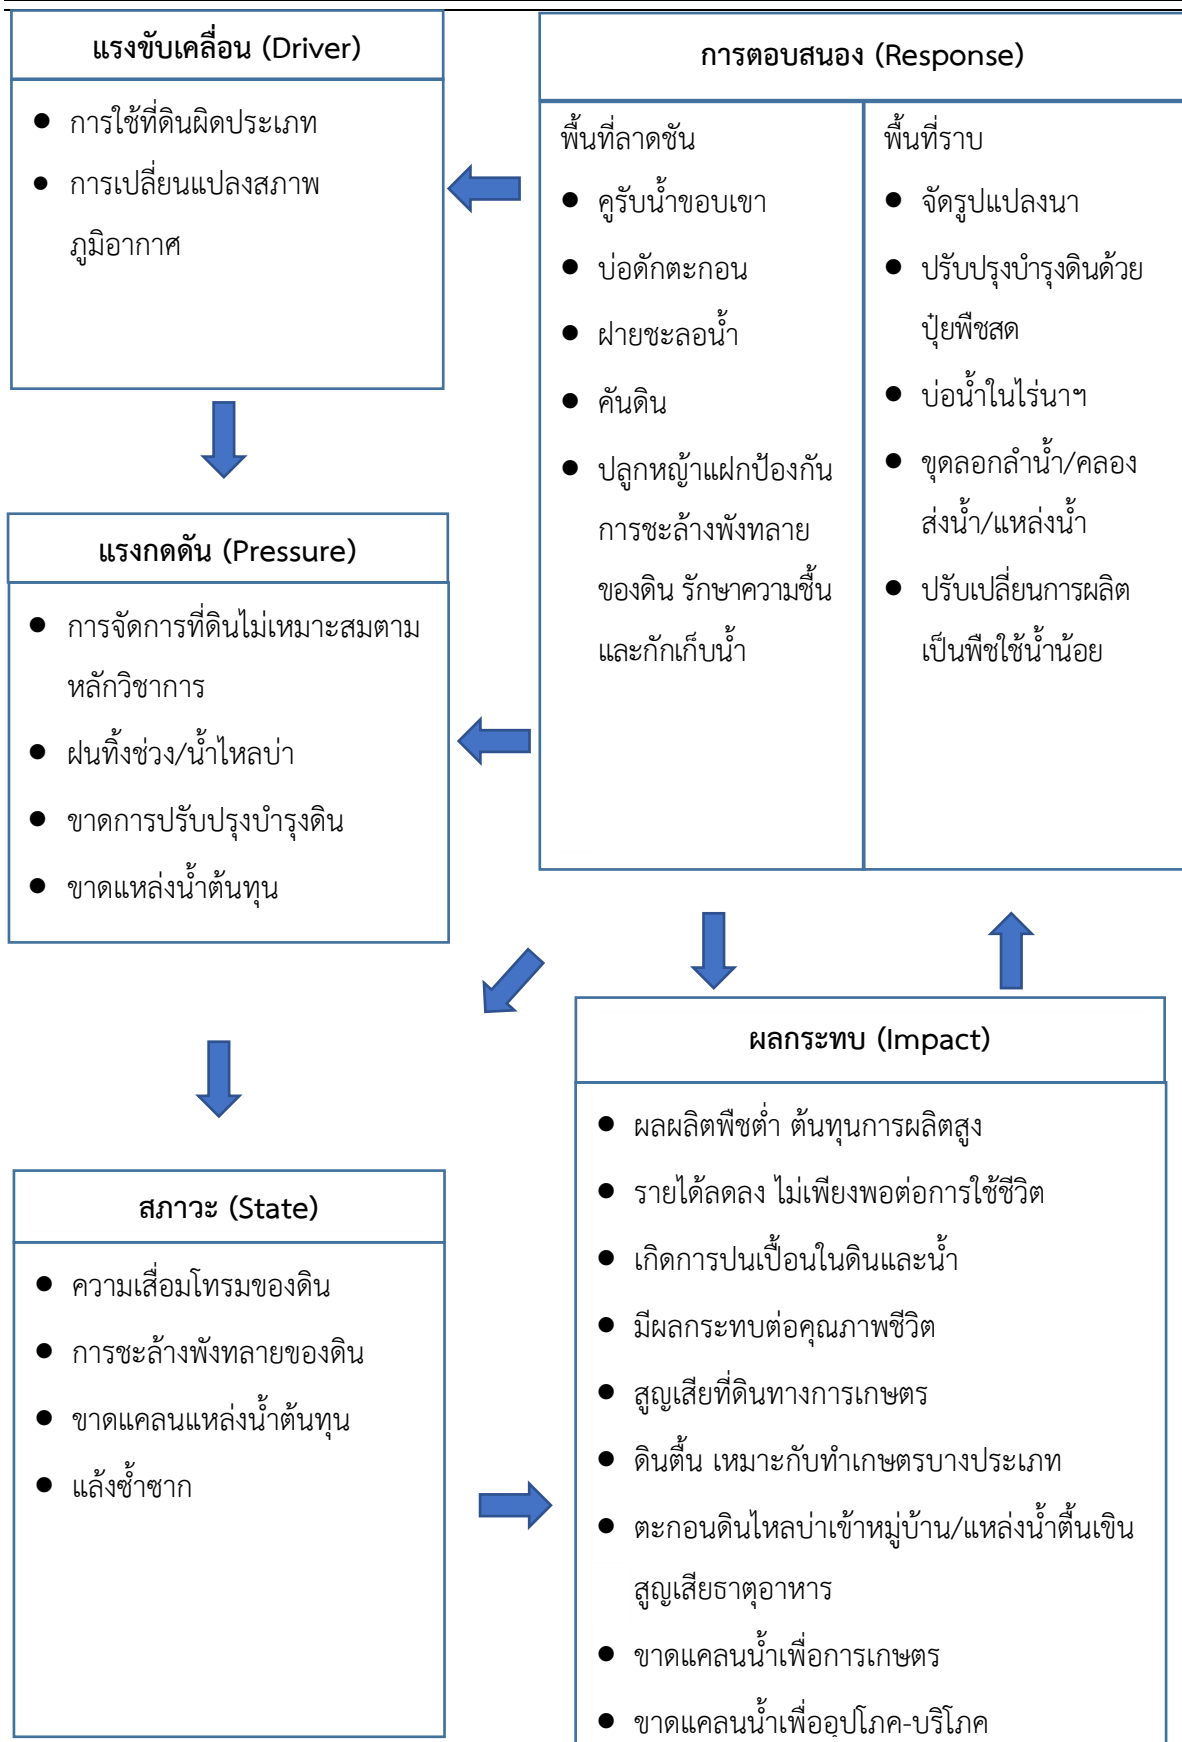 แรงขับเคลื่อน (Driver)
● การใช้ที่ดินผิดประเภท
● การเปลี่ยนแปลงสภาพ
ภูมิอากาศ
การตอบสนอง (Response)
พื้นที่ลาดชัน
● คูรับน้ำขอบเขา
● บ่อดักตะกอน
● ฝายชะลอน้ำ
● คันดิน
● ปลูกหญ้าแฝกป้องกัน
การชะล้างพังทลาย
ของดิน รักษาความชื้น
และกักเก็บน้ำ
พื้นที่ราบ
● จัดรูปแปลงนา
● ปรับปรุงบำรุงดินด้วย
ปุ๋ยพืชสด
● บ่อน้ำในไร่นาฯ
● ขุดลอกลำน้ำ/คลอง
ส่งน้ำ/แหล่งน้ำ
● ปรับเปลี่ยนการผลิต
เป็นพืชใช้น้ำน้อย
แรงกดดัน (Pressure)
● การจัดการที่ดินไม่เหมาะสมตาม
หลักวิชาการ
● ฝนทิ้งช่วง/น้ำไหลบ่า
● ขาดการปรับปรุงบำรุงดิน
● ขาดแหล่งน้ำต้นทุน
สภาวะ (State)
● ความเสื่อมโทรมของดิน
● การชะล้างพังทลายของดิน
● ขาดแคลนแหล่งน้ำต้นทุน
● แล้งซ้ำซาก
ผลกระทบ (Impact)
● ผลผลิตพืชต่ำ ต้นทุนการผลิตสูง
● รายได้ลดลง ไม่เพียงพอต่อการใช้ชีวิต
● เกิดการปนเปื้อนในดินและน้ำ
● มีผลกระทบต่อคุณภาพชีวิต
● สูญเสียที่ดินทางการเกษตร
● ดินตื้น เหมาะกับทำเกษตรบางประเภท
● ตะกอนดินไหลบ่าเข้าหมู่บ้าน/แหล่งน้ำตื้นเขิน
สูญเสียธาตุอาหาร
● ขาดแคลนน้ำเพื่อการเกษตร
● ขาดแคลนน้ำเพื่ออุปโภค-บริโภค